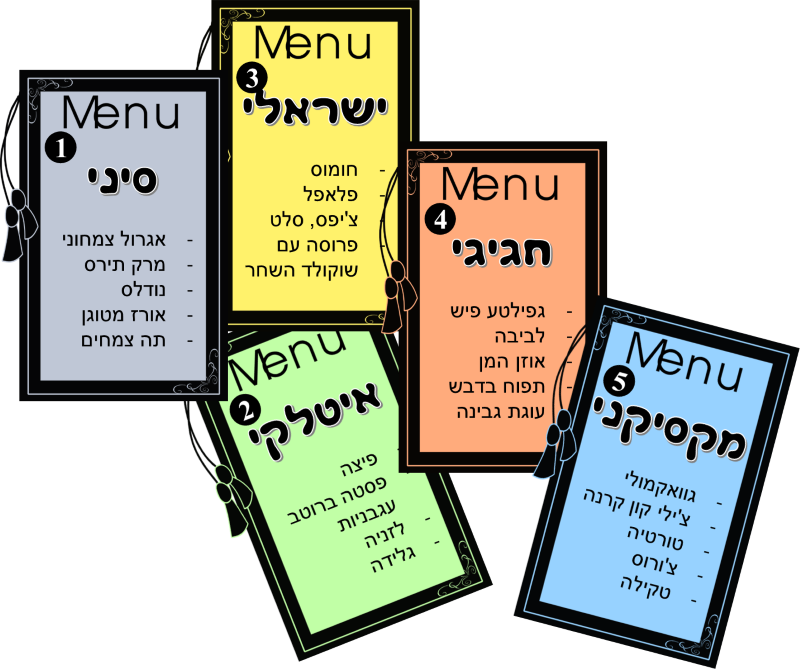 Menu
1
סיני
אגרול צמחוני -
מרק תירס -
נודלס -
אורז מטוגן -
תה צמחים -
Menu
2
איטלקי
פיצה -
פסטה ברוטב
עגבניות
לזניה -
גלידה -
Menu
3
ישראלי
חומוס -
פלאפל -
צ'יפס, סלט -
פרוסה עם -
שוקולד השחר
Menu
4
חגיגי
גפילטע פיש -
לביבה -
אוזן המן -
תפוח בדבש -
עוגת גבינה
Menu
5
מקסיקני
גוואקמולי -
צ'ילי קון קרנה -
טורטיה -
צ'ורוס -
טקילה -